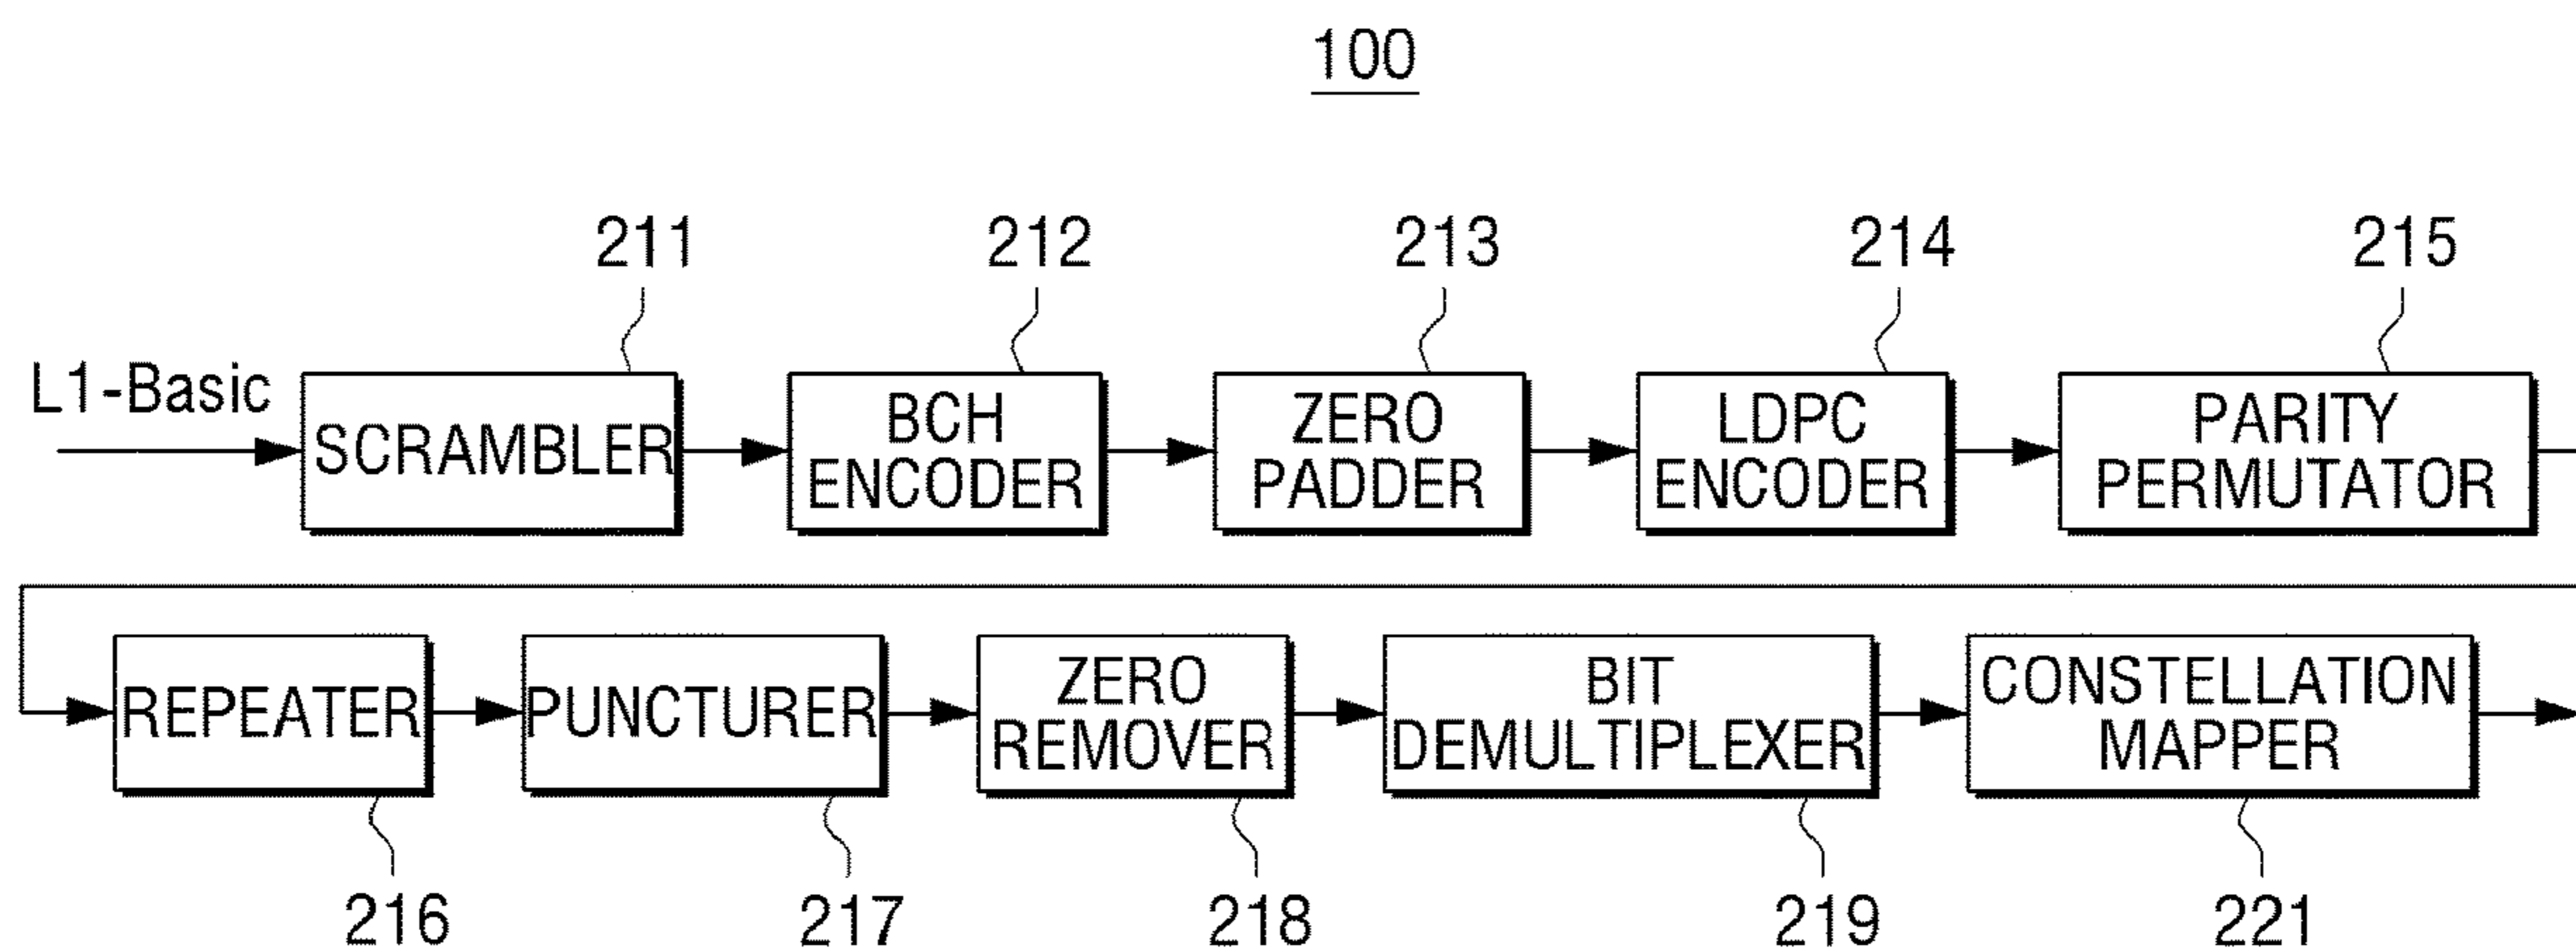 100
211
212
213
214
215
L1-Basic
SCRAMBLER
BCH
ENCODER
ZERO
PADDER
LDPC
ENCODER
PARITY
PERMUTATOR
REPEATER
PUNCTURER
ZERO
REMOVER
BIT
DEMULTIPLEXER
CONSTELLATION
MAPPER
216
217
218
219
221